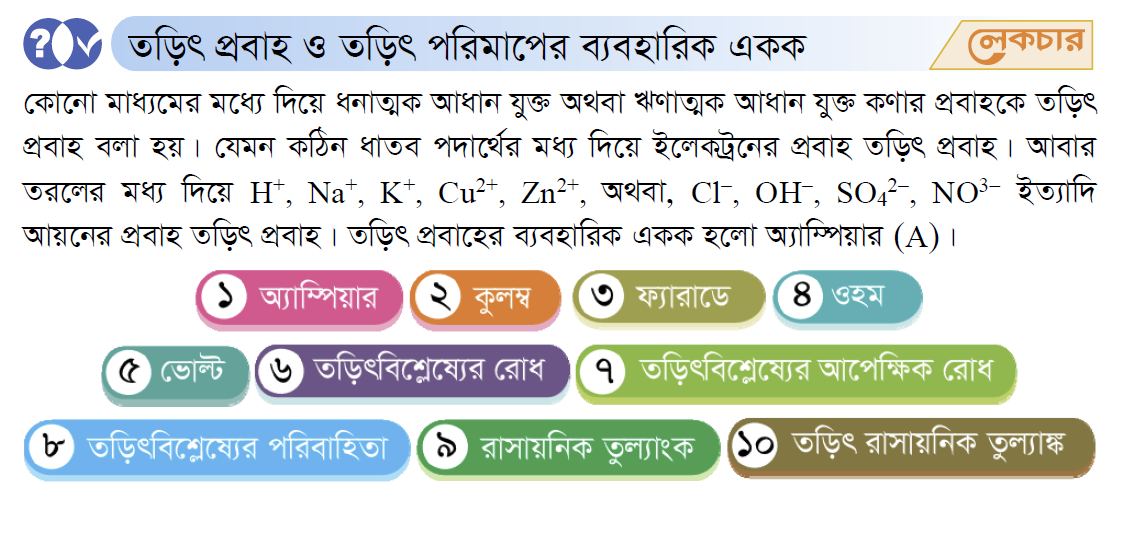 তড়িৎ প্রবাহ ও তড়িৎ পরিমাপের ব্যবহারিক একক
লেকচার
কোনো মাধ্যমের মধ্যে দিয়ে ধনাত্মক আধান যুক্ত অথবা ঋণাত্মক আধান যুক্ত কণার প্রবাহকে তড়িৎ
প্রবাহ বলা হয়। যেমন কঠিন ধাতব পদার্থের মধ্য দিয়ে ইলেকট্রনের প্রবাহ তড়িৎ প্রবাহ। আবার
তরলের মধ্য দিয়ে H⁺, Na⁺, K⁺, Cu²⁺, Zn²⁺, অথবা, Cl⁻, OH⁻, SO₄²⁻, NO³⁻ ইত্যাদি
আয়নের প্রবাহ তড়িৎ প্রবাহ। তড়িৎ প্রবাহের ব্যবহারিক একক হলো অ্যাম্পিয়ার (A)।
১ অ্যাম্পিয়ার ২ কুলম্ব ৩ ফ্যারাডে ৪ ওহম
৫ ভোল্ট ৬ তড়িৎবিশ্লেষ্যের রোধ ৭ তড়িৎবিশ্লেষ্যের আপেক্ষিক রোধ
৮ তড়িৎবিশ্লেষ্যের পরিবাহিতা ৯ রাসায়নিক তুল্যাংক ১০ তড়িৎ রাসায়নিক তুল্যাঙ্ক